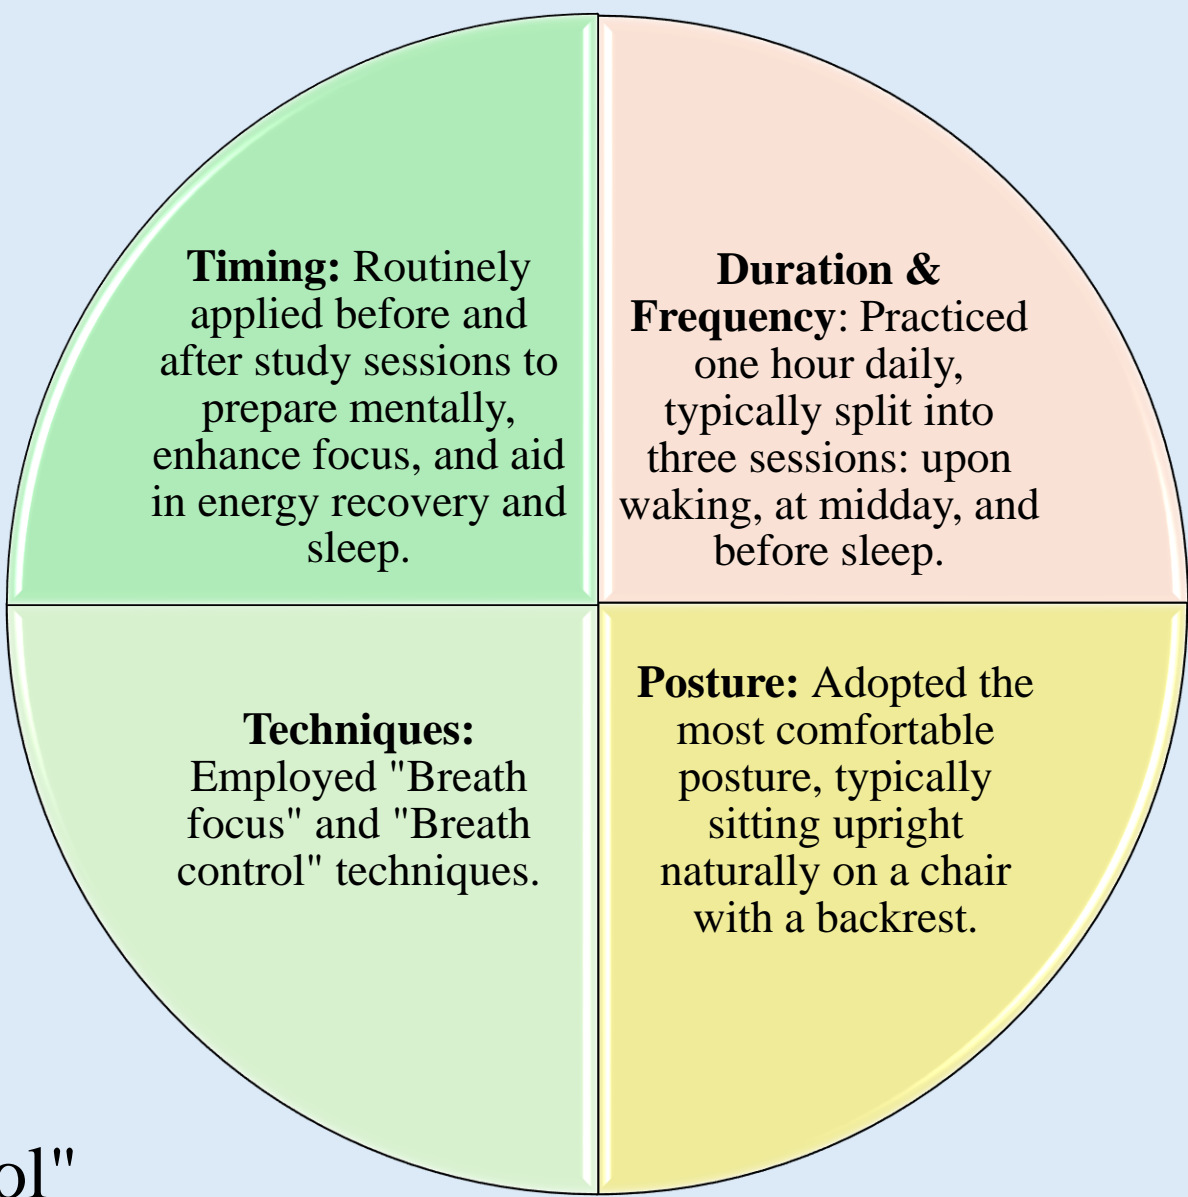 Timing: Routinely
applied before and
after study sessions to
prepare mentally,
enhance focus, and aid
in energy recovery and
sleep.
Duration &
Frequency: Practiced
one hour daily,
typically split into
three sessions: upon
waking, at midday, and
before sleep.
Techniques:
Employed "Breath
focus" and "Breath
control" techniques.
Posture: Adopted the
most comfortable
posture, typically
sitting upright
naturally on a chair
with a backrest.
ol"